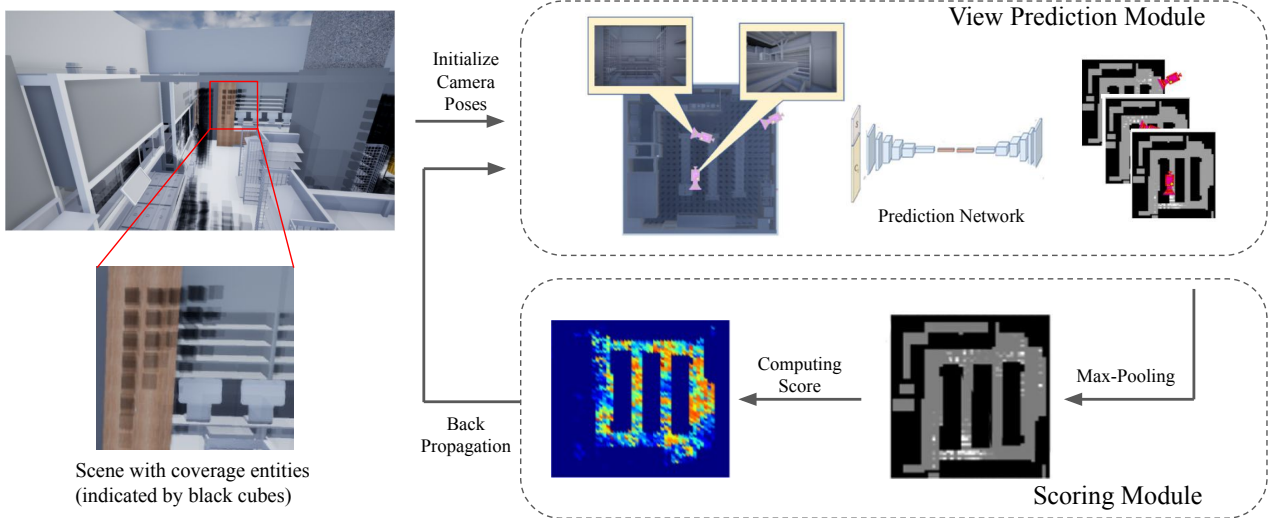 View Prediction Module
Initialize
Camera
Poses
Prediction Network
Computing
Score
Max-Pooling
Back
Propagation
Scene with coverage entities
(indicated by black cubes)
Scoring Module